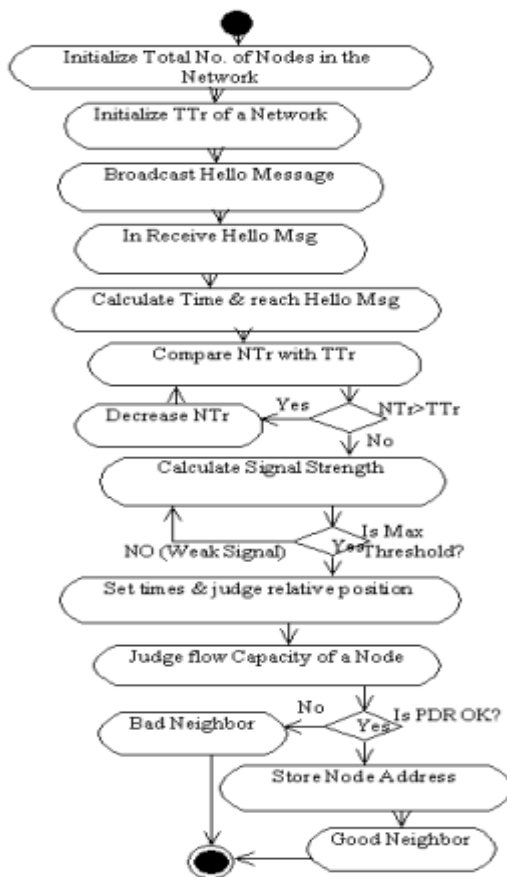 Initialize Total No. of Nodes in the
Network
Initialize TTr of a Network
Broadcast Hello Message
In Receive Hello Msg
Calculate Time & reach Hello Msg
Compare NTr with TTr
Decrease NTr
Yes
NTr>TTr
No
Calculate Signal Strength
NO (Weak Signal)
Yes
Is Max
Threshold?
Set times & judge relative position
Judge flow Capacity of a Node
No
Bad Neighbor
Yes
Is PDR OK?
Store Node Address
Good Neighbor